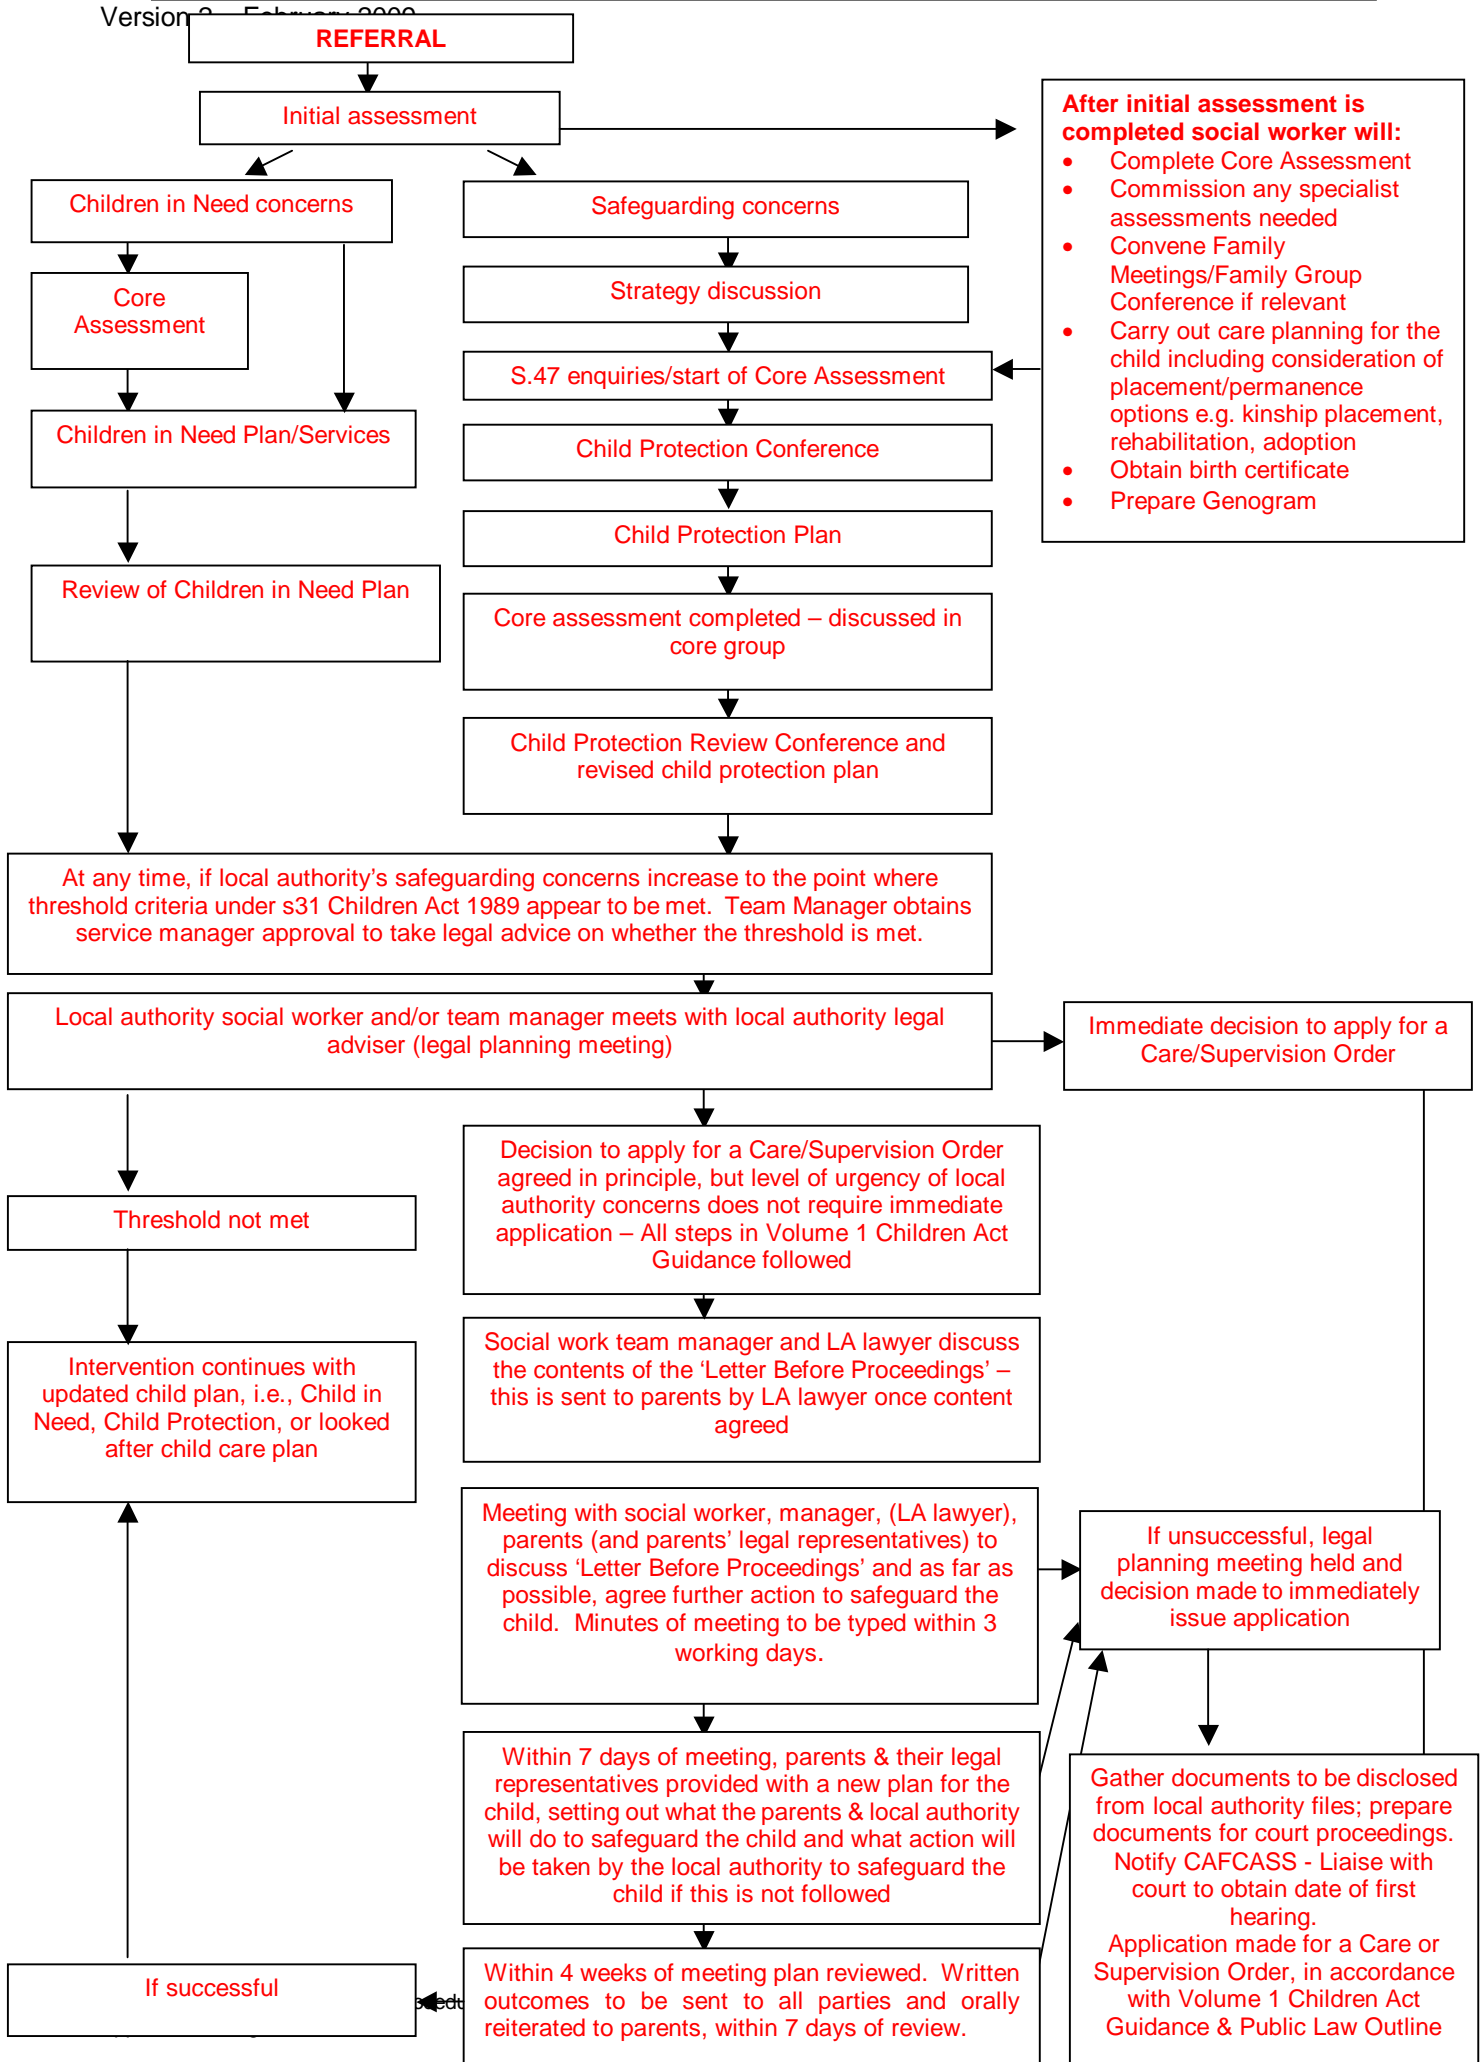 Version
REFERRAL
Initial assessment
After initial assessment is
completed social worker will:
• Complete Core Assessment
• Commission any specialist
assessments needed
• Convene Family
Meetings/Family Group
Conference if relevant
• Carry out care planning for the
child including consideration of
placement/permanence
options e.g. kinship placement,
rehabilitation, adoption
• Obtain birth certificate
• Prepare Genogram
Children in Need concerns
Safeguarding concerns
Core
Assessment
Strategy discussion
S.47 enquiries/start of Core Assessment
Children in Need Plan/Services
Child Protection Conference
Child Protection Plan
Review of Children in Need Plan
Core assessment completed – discussed in
core group
Child Protection Review Conference and
revised child protection plan
At any time, if local authority’s safeguarding concerns increase to the point where
threshold criteria under s31 Children Act 1989 appear to be met.  Team Manager obtains
service manager approval to take legal advice on whether the threshold is met.
Local authority social worker and/or team manager meets with local authority legal
adviser (legal planning meeting)
Immediate decision to apply for a
Care/Supervision Order
Decision to apply for a Care/Supervision Order
agreed in principle, but level of urgency of local
authority concerns does not require immediate
application – All steps in Volume 1 Children Act
Guidance followed
Threshold not met
Social work team manager and LA lawyer discuss
the contents of the ‘Letter Before Proceedings’ –
this is sent to parents by LA lawyer once content
agreed
Intervention continues with
updated child plan, i.e., Child in
Need, Child Protection, or looked
after child care plan
Meeting with social worker, manager, (LA lawyer),
parents (and parents’ legal representatives) to
discuss ‘Letter Before Proceedings’ and as far as
possible, agree further action to safeguard the
child.  Minutes of meeting to be typed within 3
working days.
If unsuccessful, legal
planning meeting held and
decision made to immediately
issue application
Within 7 days of meeting, parents & their legal
representatives provided with a new plan for the
child, setting out what the parents & local authority
will do to safeguard the child and what action will
be taken by the local authority to safeguard the
child if this is not followed
Gather documents to be disclosed
from local authority files; prepare
documents for court proceedings.
Notify CAFCASS - Liaise with
court to obtain date of first
hearing.
Application made for a Care or
Supervision Order, in accordance
with Volume 1 Children Act
Guidance & Public Law Outline
If successful
Within 4 weeks of meeting plan reviewed.  Written
outcomes to be sent to all parties and orally
reiterated to parents, within 7 days of review.